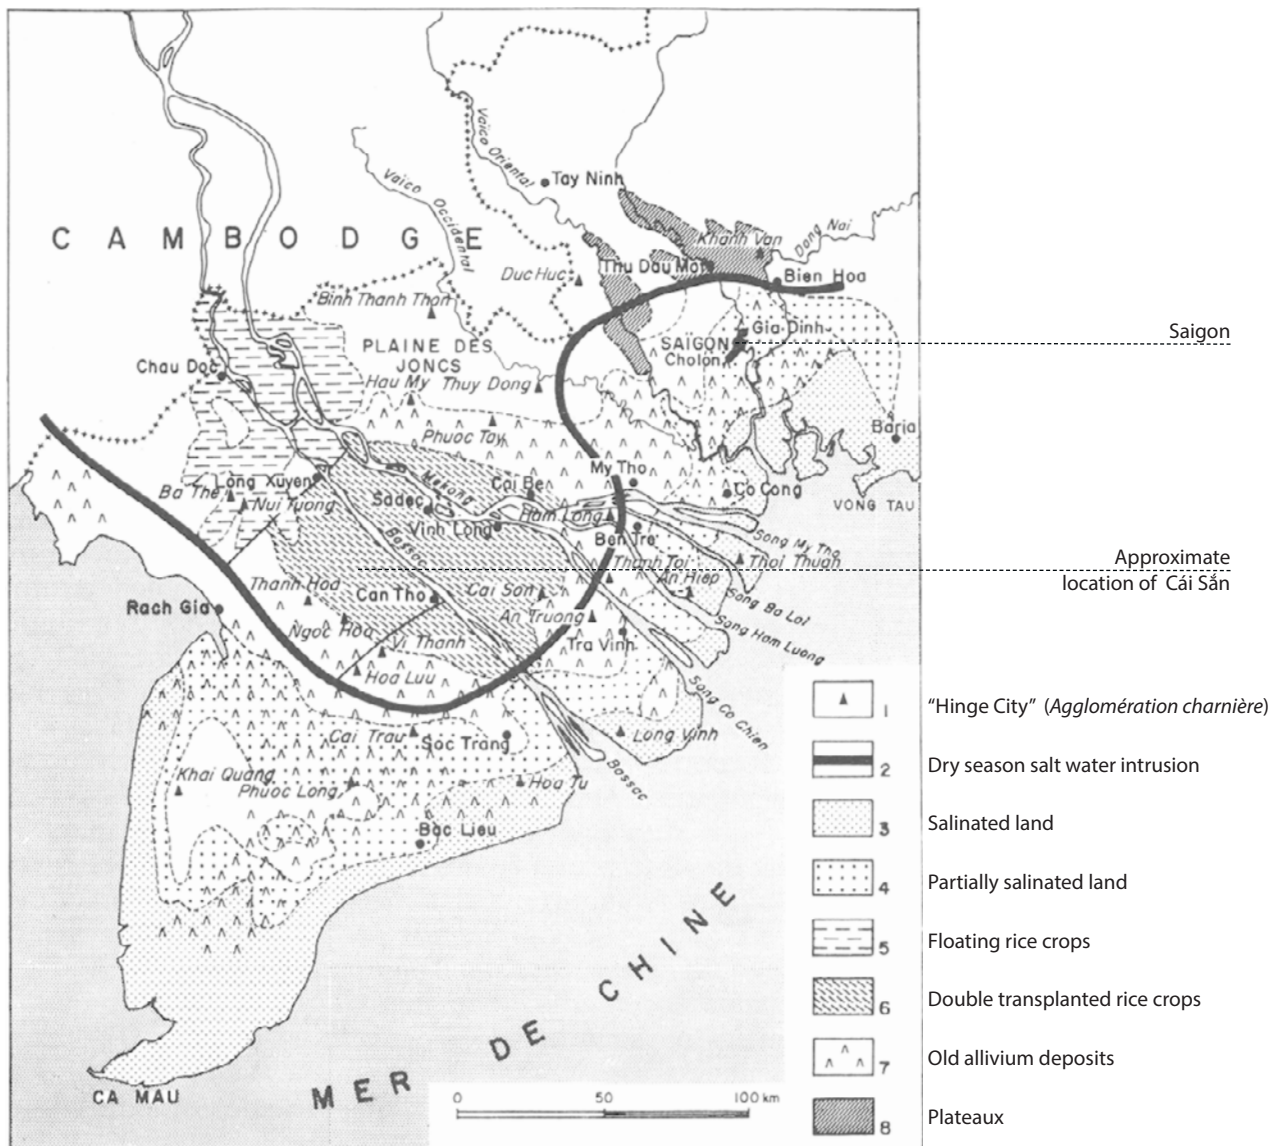 Vaico Oriental
Tay Ninh
Vaico Occidental
CAMBODGE
Khanh Van
Dong Nai
Duc Huc
Thu Dau Mot
Bien Hoa
Binh Thanh Thon
Gia Dinh
PLAINE DES
JONCS
SAIGON
Cholon
Saigon
Chau Doc
Hau My
Thuy Dong
Phuoc Tay
Baria
My Tho
Long Xuyen
Mekong
Cai Be
Co Cong
Ba The
Nui Tuong
Sadec
Ham Long
VONG TAU
Vinh Long
Ben Tre
Song My Tho
Bassac
Thanh Toi
Thoi Thuan
Approximate
location of Cái Sắn
Thanh Hoa
Can Tho
Cai Son
An Hiep
Song Ba Lai
Rach Gia
An Truong
Song Ham Luong
Ngoc Hoa
Vi Thanh
Tra Vinh
Hoa Luu
Song Co Chien
Cai Trau
Soc Trang
Long Vinh
Khai Quang
Phuoc Long
Hoa Tu
Bassac
Bac Lieu
MER DE CHINE
CA MAU
0 50 100 km
1 “Hinge City” (Agglomération charnière)
2 Dry season salt water intrusion
3 Salinated land
4 Partially salinated land
5 Floating rice crops
6 Double transplanted rice crops
7 Old allivium deposits
8 Plateaux